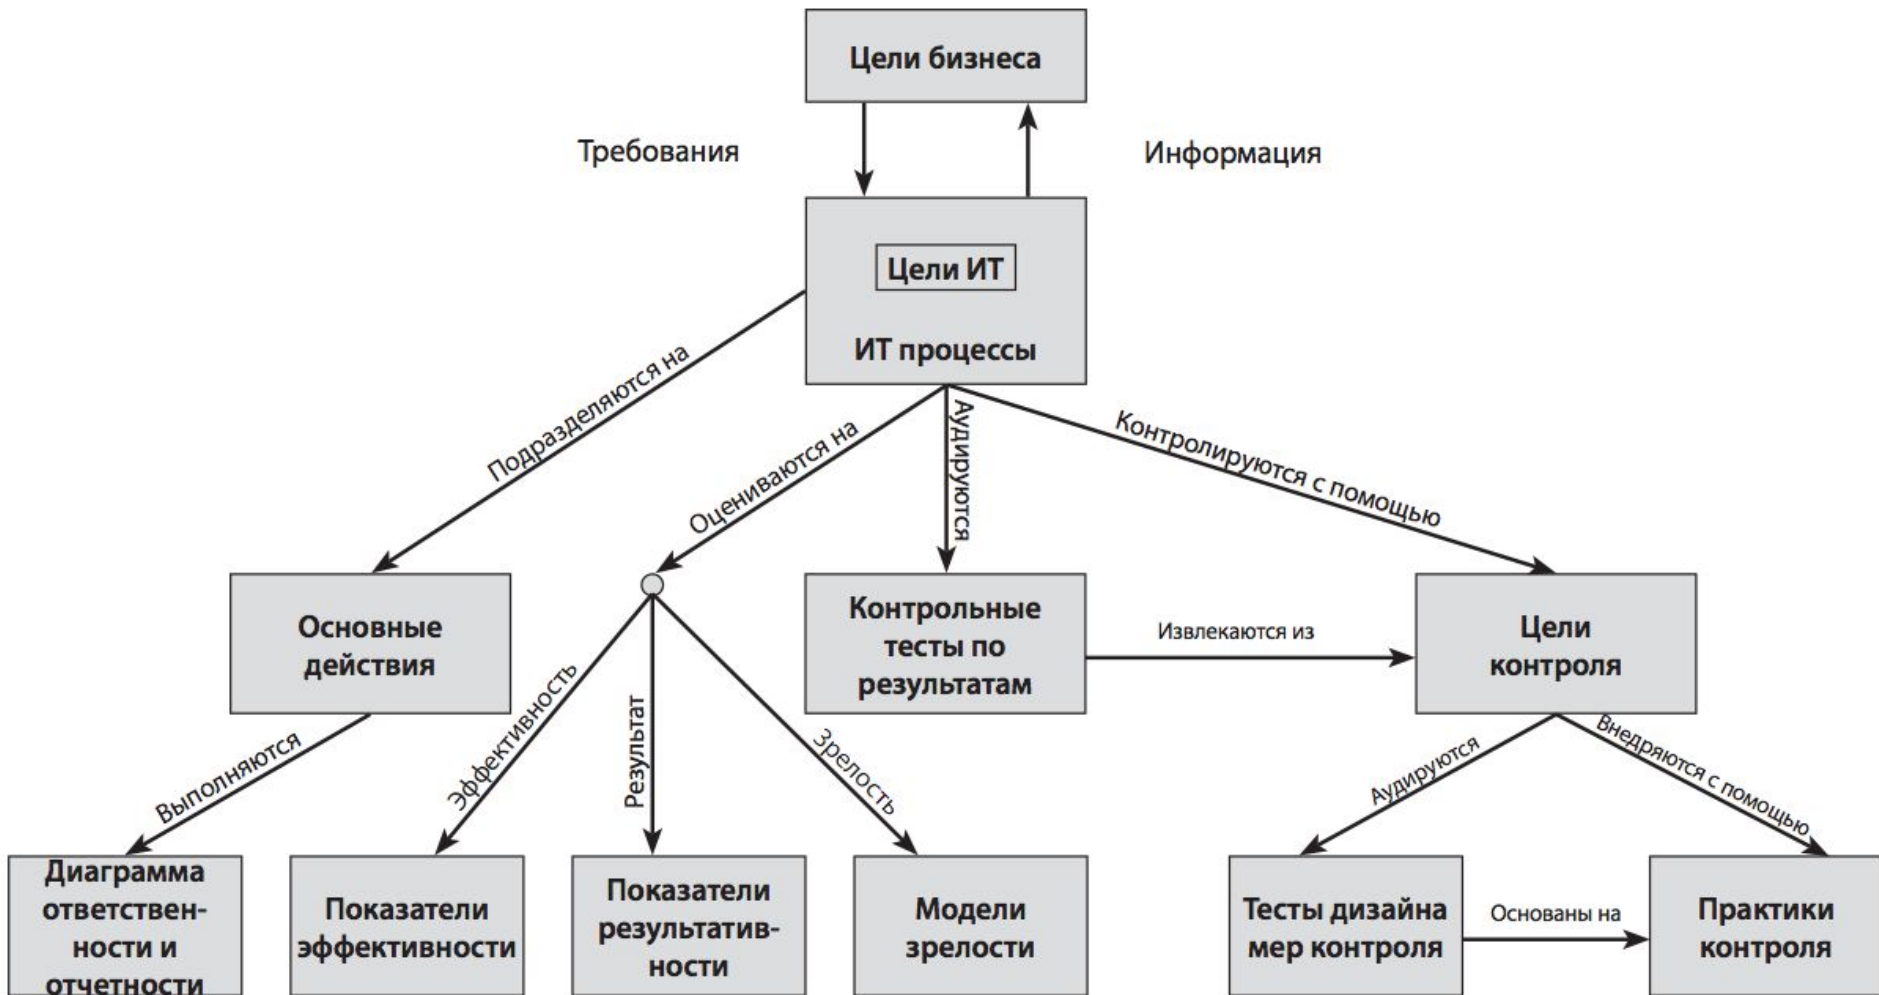 Цели бизнеса
Требования
Информация
Цели ИТ
ИТ процессы
Подразделяются на
Оцениваются на
Аудируются
Контролируются с помощью
Основные
действия
Контрольные
тесты по
результатам
Извлекаются из
Цели
контроля
Выполняются
Эффективность
Результат
Зрелость
Аудируются
Внедряются с помощью
Диаграмма
ответствен-
ности и
отчетности
Показатели
эффективности
Показатели
результатив-
ности
Модели
зрелости
Тесты дизайна
мер контроля
Основаны на
Практики
контроля